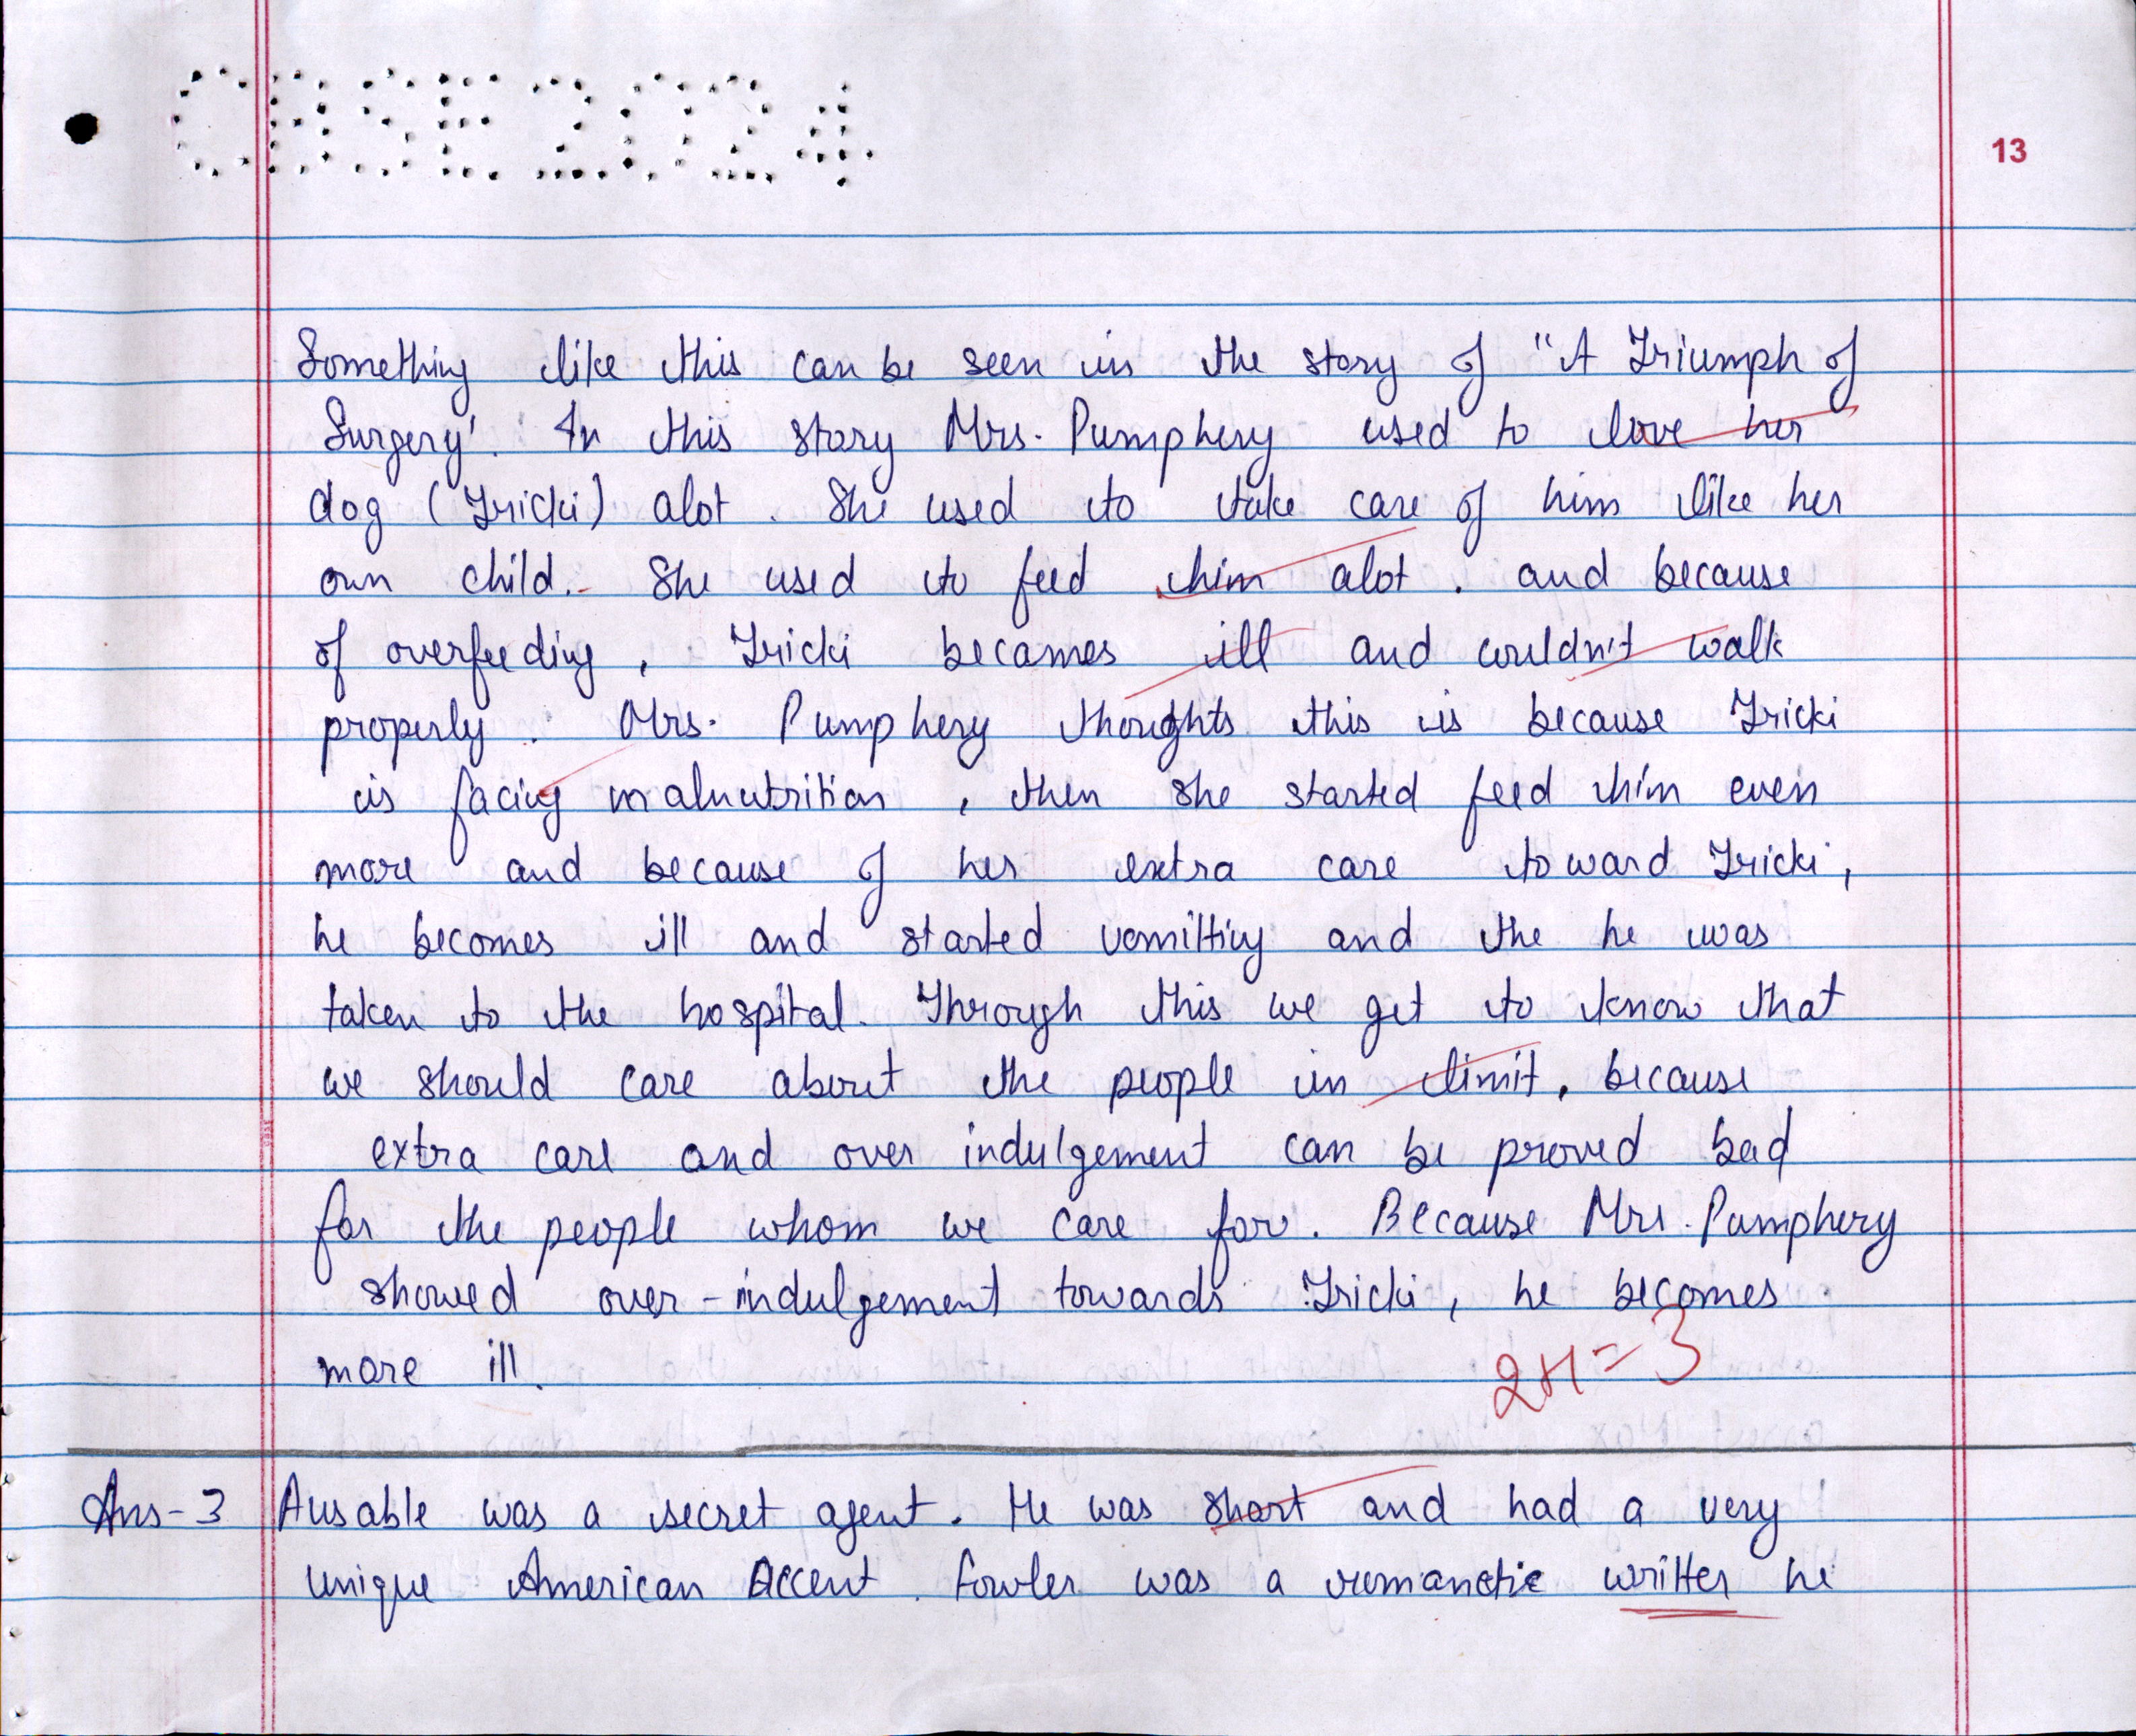 CBSE 2024
13
Something like this can be seen in the story of "A Triumph of
Surgery'. In this story Mrs. Pumphery used to love her
dog (Tricki) alot. She used to take care of him like her
own child. She used to feed him alot. and because
of overfeeding, Tricki becames ill and couldn't walk
properly. Mrs. Pumphery thoughts this is because Tricki
is facing malnutrition, then she started feed him even
more and because of her extra care toward Tricki,
he becomes ill and started vomitting and the he was
taken to the hospital. Through this we get to know that
we should care about the people in limit, because
extra care and over indulgement can be proved bad
for the people whom we care for. Because Mrs. Pumphery
showed over-indulgement towards Tricki, he becomes
more ill.
2+1=3
Ans-3 Ausable was a secret agent. He was short and had a very
unique American Accent. Fowler was a rumanctic writter he